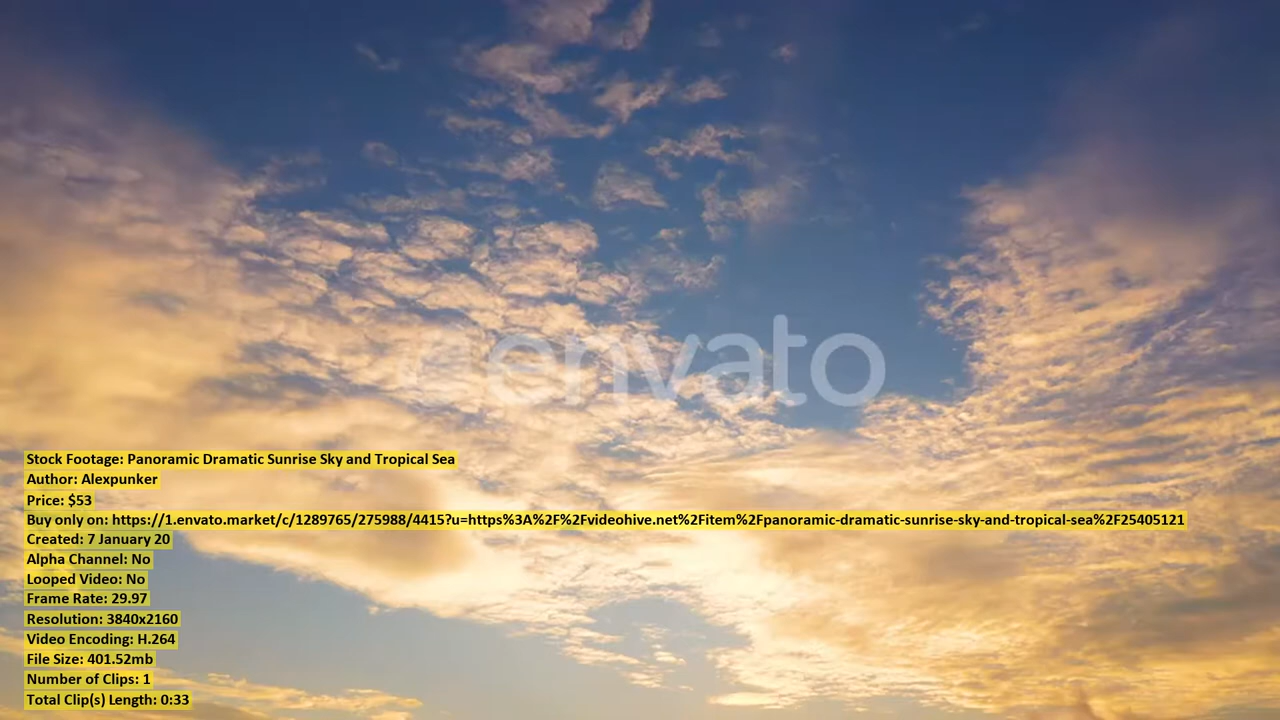 envato
Stock Footage: Panoramic Dramatic Sunrise Sky and Tropical Sea
Author: Alexpunker
Price: $53
Buy only on: https://1.envato.market/c/1289765/275988/4415?u=https%3A%2F%2Fvideohive.net%2Fitem%2Fpanoramic-dramatic-sunrise-sky-and-tropical-sea%2F25405121
Created: 7 January 20
Alpha Channel: No
Looped Video: No
Frame Rate: 29.97
Resolution: 3840x2160
Video Encoding: H.264
File Size: 401.52mb
Number of Clips: 1
Total Clip(s) Length: 0:33